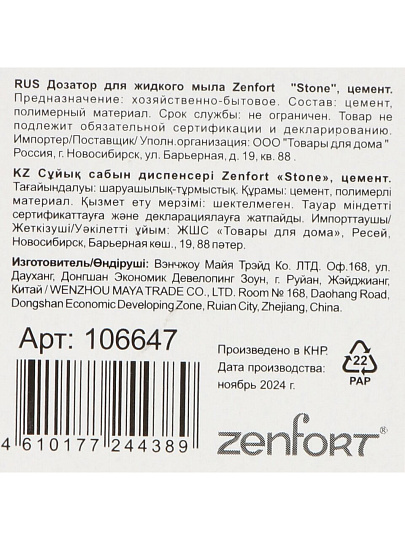 RUS Дозатор для жидкого мыла Zenfort "Stone", цемент.
Предназначение: хозяйственно-бытовое. Состав: цемент,
полимерный материал. Срок службы: не ограничен. Товар не
подлежит обязательной сертификации и декларированию.
Импортер/Поставщик/ Уполн.организация: ООО "Товары для дома"
Россия, г. Новосибирск, ул. Барьерная, д. 19, кв. 88 .
KZ Сұйық сабын диспенсері Zenfort «Stone», цемент.
Тағайындалуы: шаруашылық-тұрмыстық. Құрамы: цемент, полимерлі
материал. Қызмет ету мерзімі: шектелмеген. Тауар міндетті
сертификаттауға және декларациялауға жатпайды. Импорттаушы/
Жеткізуші/Уәкілетті ұйым: ЖШС «Товары для дома», Ресей,
Новосибирск, Барьерная көш., 19, 88 пәтер.
Изготовитель/Өндіруші: Вэнчжоу Майя Трэйд Ко. ЛТД. Оф.168, ул.
Даухан, Донгшан Экономик Девелопинг Зоун, г. Руйан, Жэйджианг,
Китай / WENZHOU MAYA TRADE CO., LTD. Room № 168, Daohang Road,
Dongshan Economic Developing Zone, Ruian City, Zhejiang, China.
Арт: 106647
Произведено в КНР.
Дата производства:
ноябрь 2024 г.
22
PAP
4 610177 244389
zenfort®